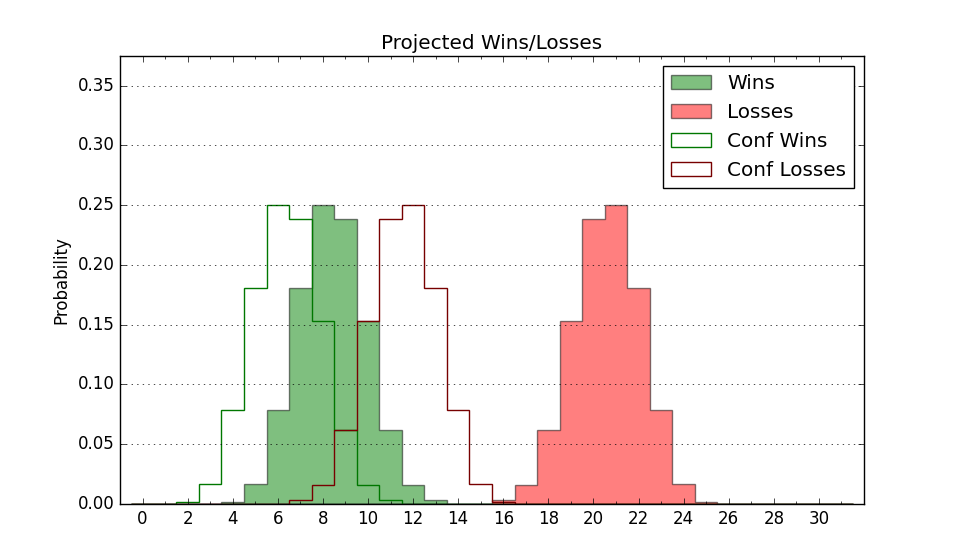 Projected Wins/Losses
Probability
0.35
0.30
0.25
0.20
0.15
0.10
0.05
0.00
0 2 4 6 8 10 12 14 16 18 20 22 24 26 28 30
Wins
Losses
Conf Wins
Conf Losses